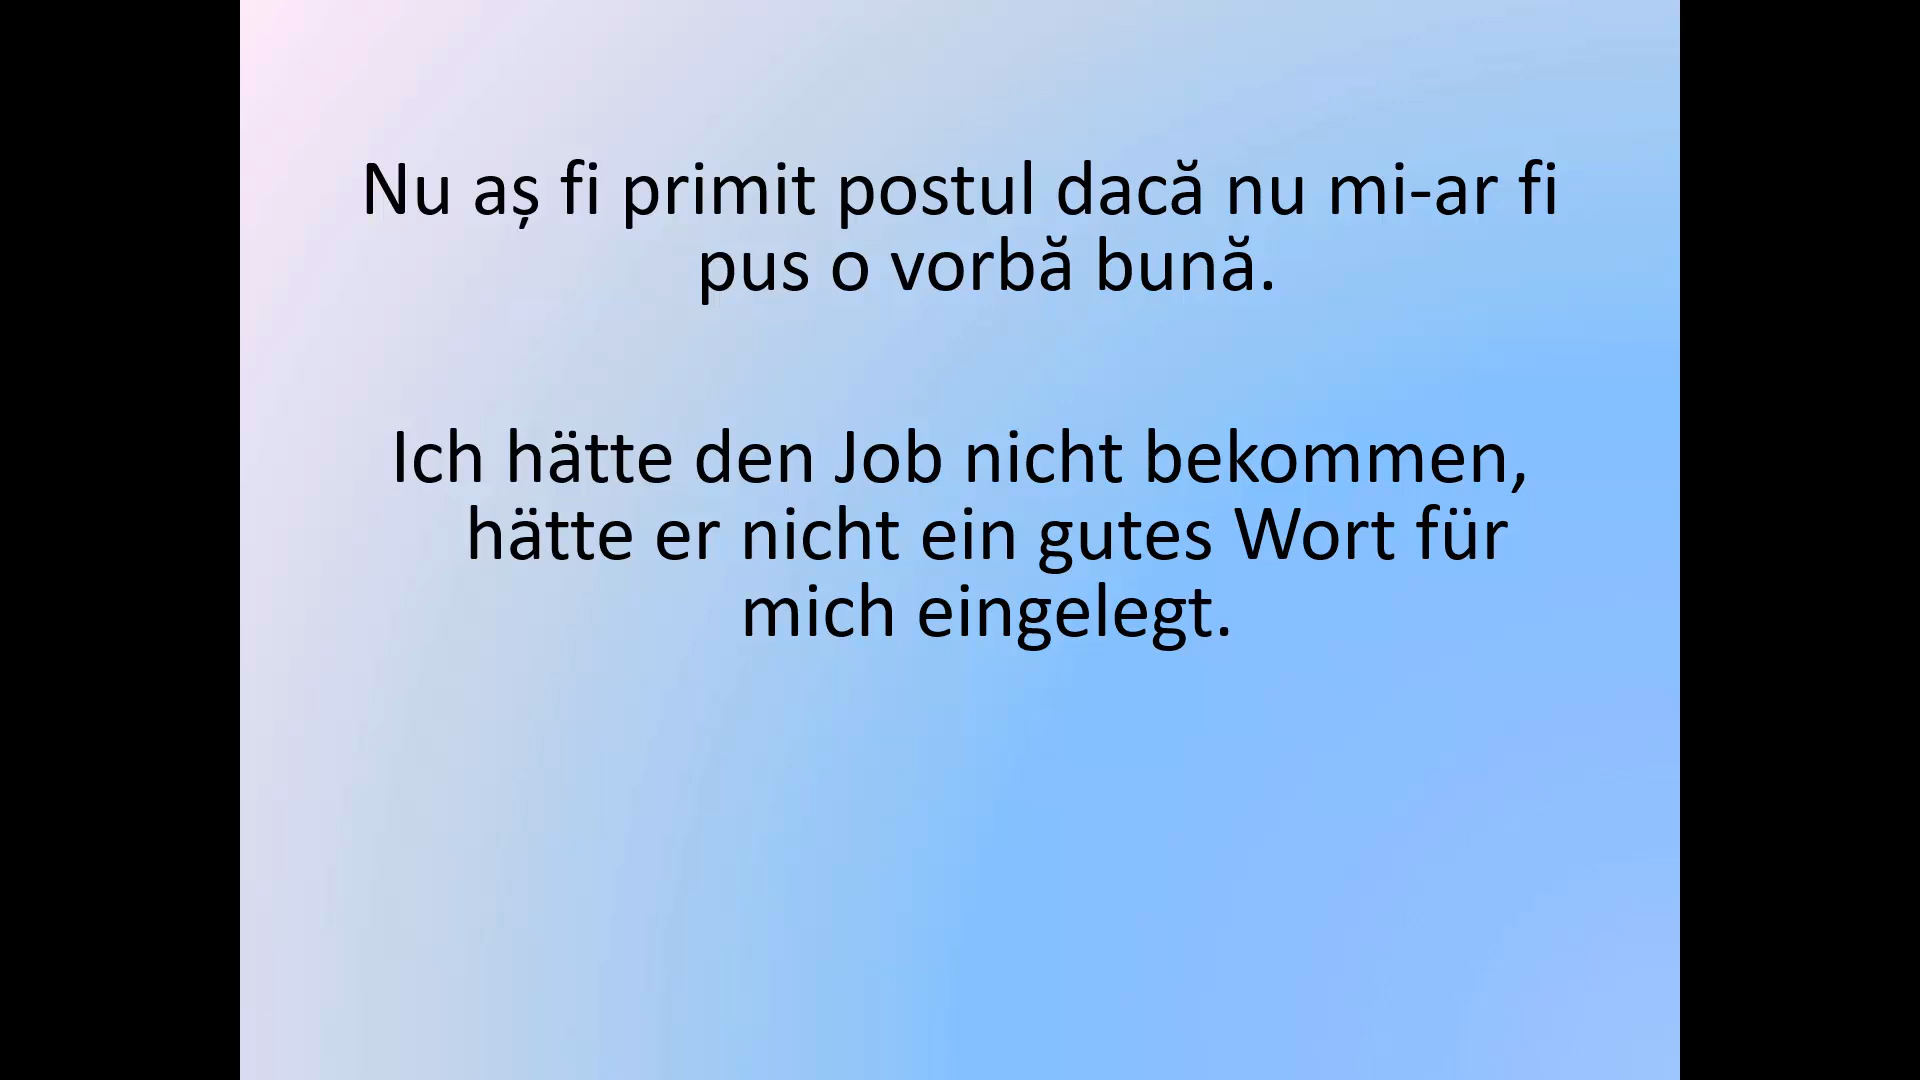 Nu aș fi primit postul dacă nu mi-ar fi
pus o vorbă bună.
Ich hätte den Job nicht bekommen,
hätte er nicht ein gutes Wort für
mich eingelegt.